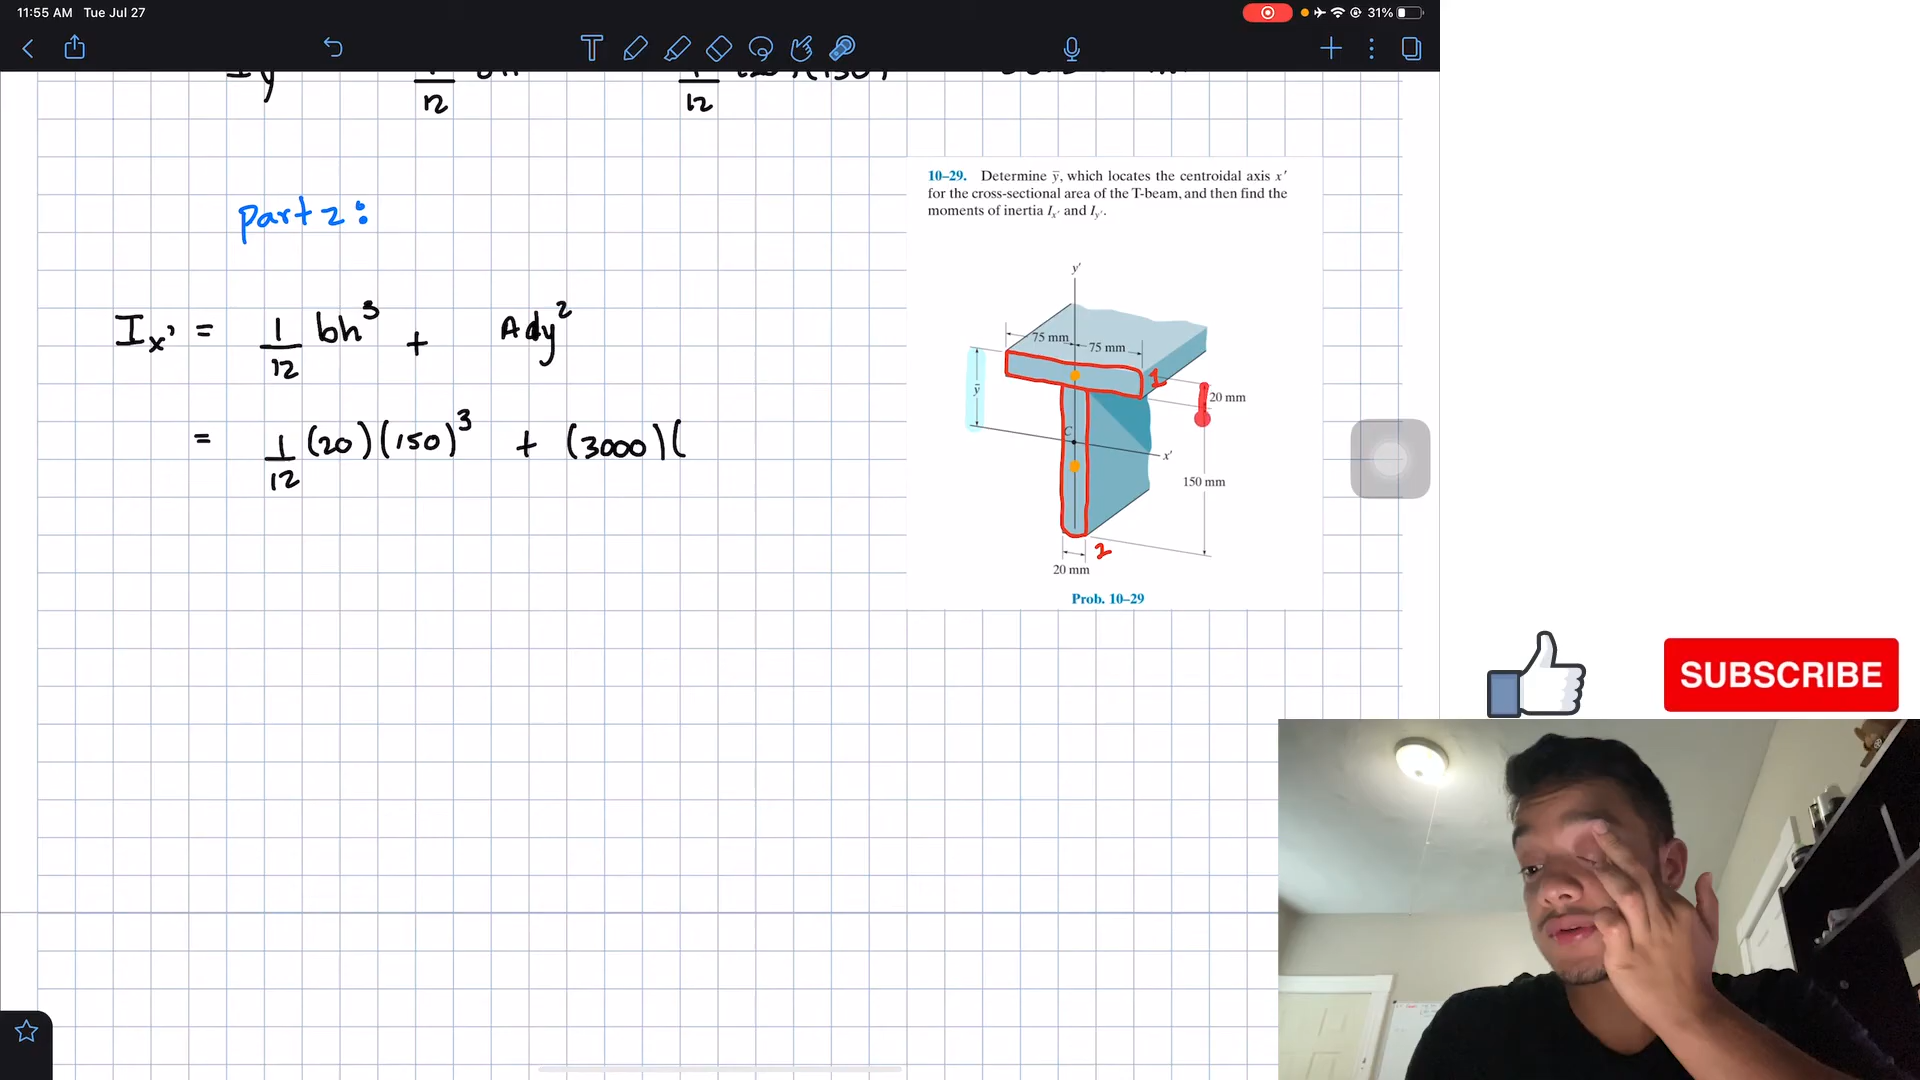 11:55 AM Tue Jul 27
31%
12
12
part 2:
I x' = 1/12 bh³ + Ady²
= 1/12 (20)(150)³ + (3000)(
10–29. Determine y̅, which locates the centroidal axis x′
for the cross-sectional area of the T-beam, and then find the
moments of inertia Ix′ and Iy′.
y′
75 mm
75 mm
1
y̅
20 mm
C
x′
150 mm
2
20 mm
Prob. 10–29
SUBSCRIBE